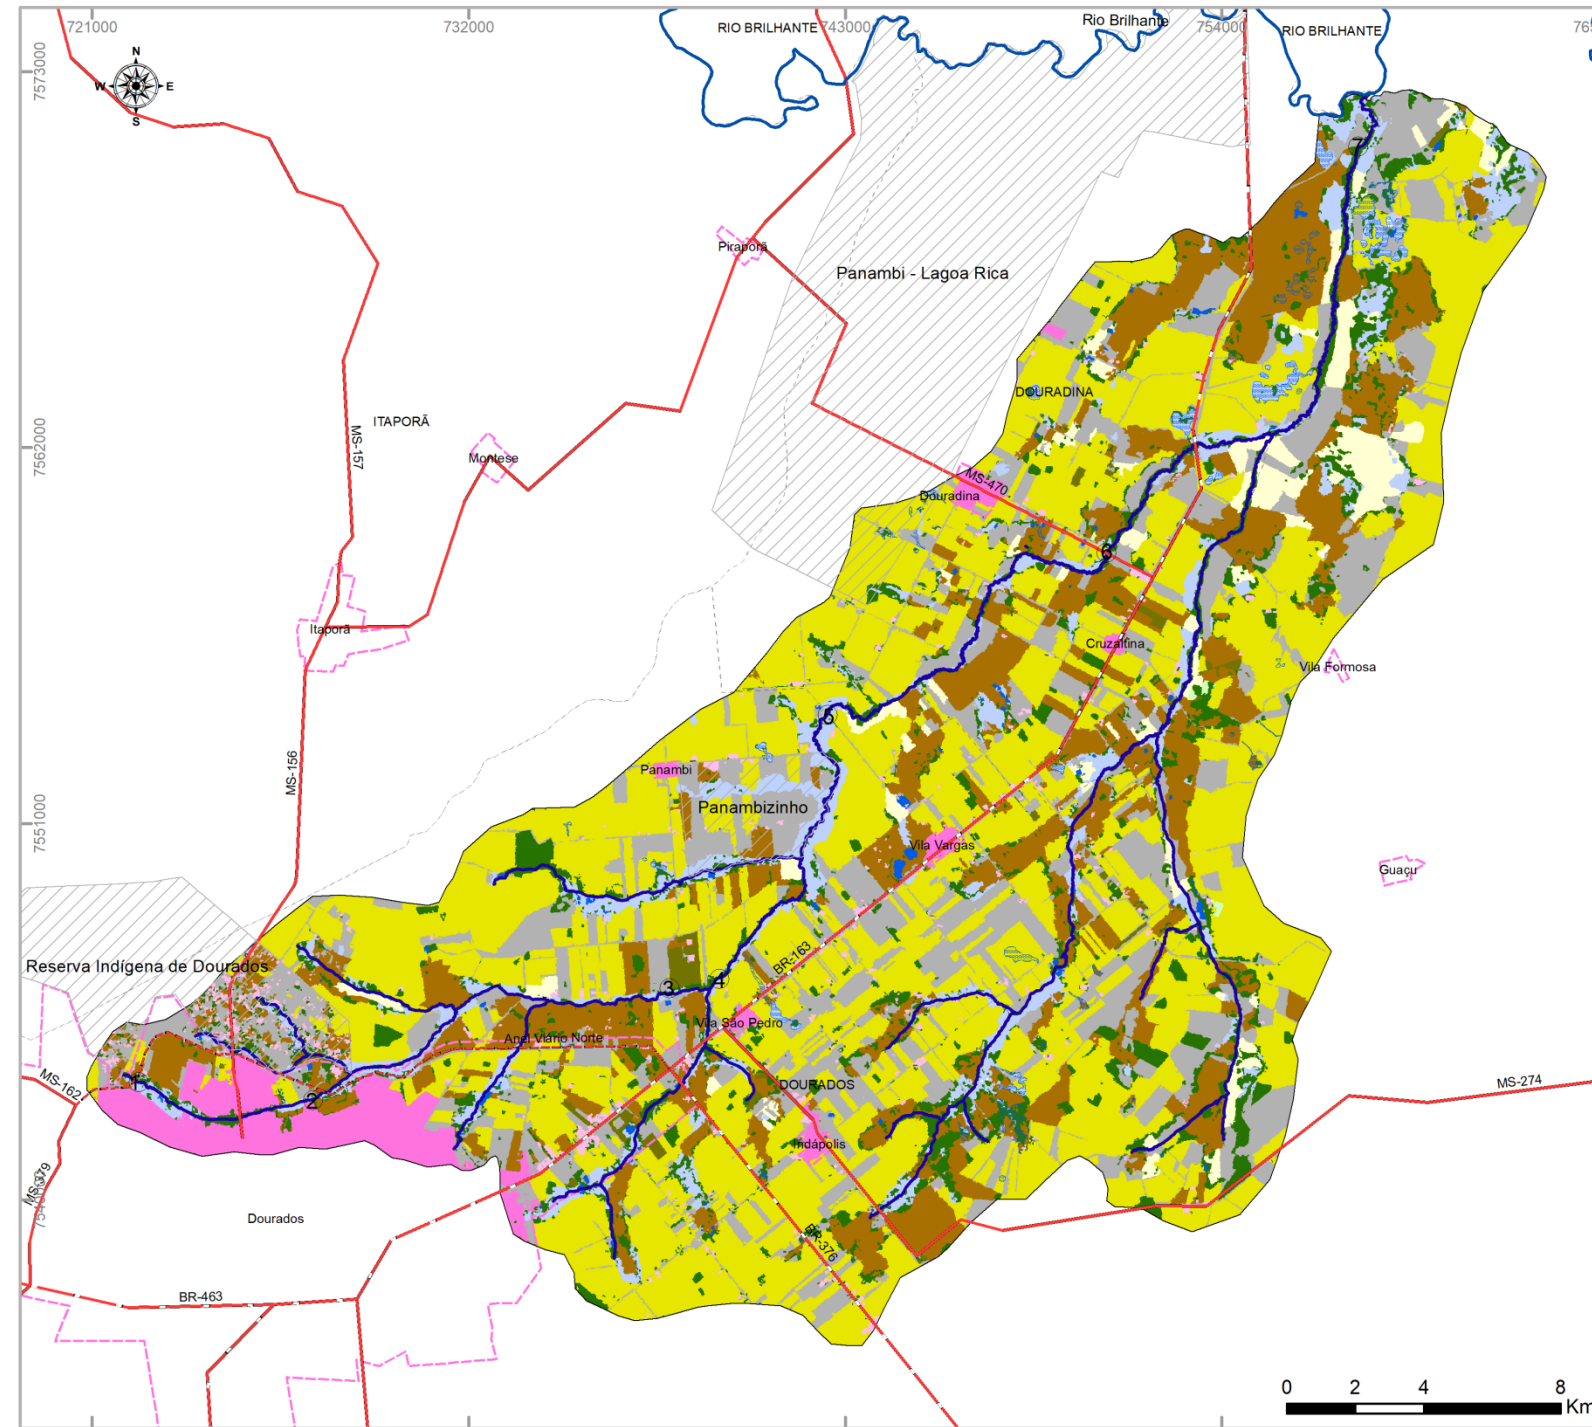 721000
732000
743000
754000
7573000
N
W
E
S
RIO BRILHANTE
Rio Brilhante
RIO BRILHANTE
7
Piraporã
Panambi - Lagoa Rica
DOURADINA
ITAPORÃ
MS-157
7562000
Montese
MS-470
Douradina
6
Itaporã
Cruzaltina
Vila Formosa
5
MS-156
Panambi
Panambizinho
7551000
Vila Vargas
Guaçu
BR-163
Reserva Indígena de Dourados
3
4
Vila São Pedro
Anel Viário Norte
1
2
MS-162
DOURADOS
MS-274
Indápolis
MS-379
Dourados
BR-376
BR-463
0 2 4 8
Km